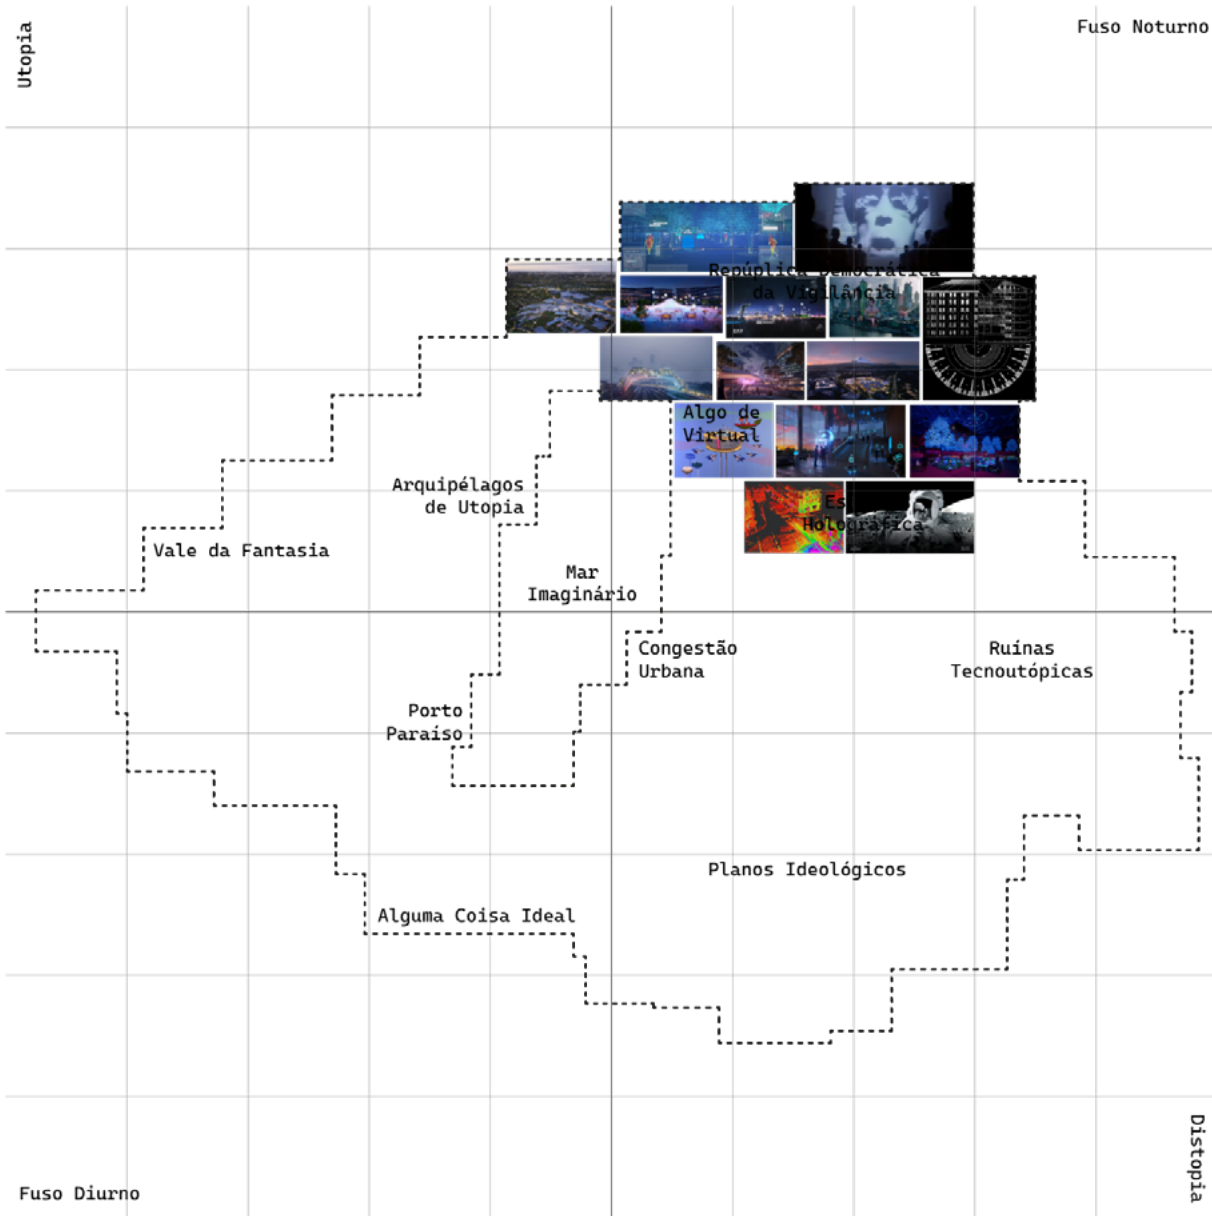 Utopia
Fuso Noturno
República Democrática
da Vigilância
Algo de
Virtual
Arquipélagos
de Utopia
Holográfica
Vale da Fantasia
Mar
Imaginário
Congestão
Urbana
Ruínas
Tecnoutópicas
Porto
Paraíso
Planos Ideológicos
Alguma Coisa Ideal
Distopia
Fuso Diurno